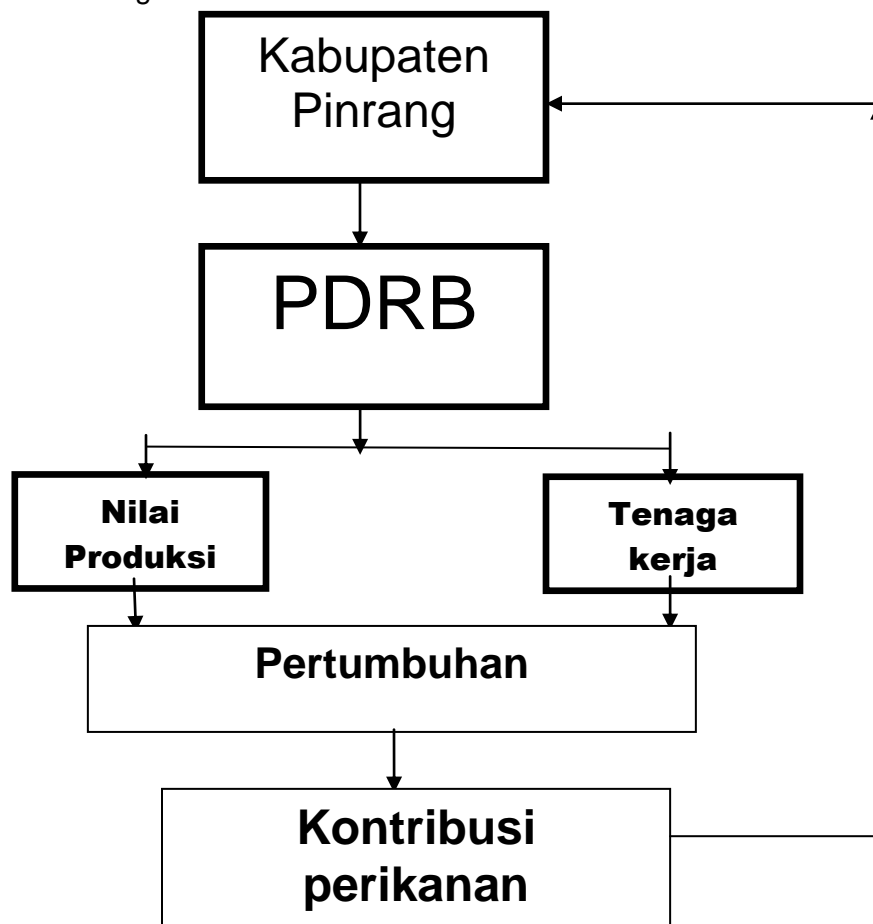 Kabupaten
Pinrang
PDRB
Nilai
Produksi
Tenaga
kerja
Pertumbuhan
Kontribusi
perikanan